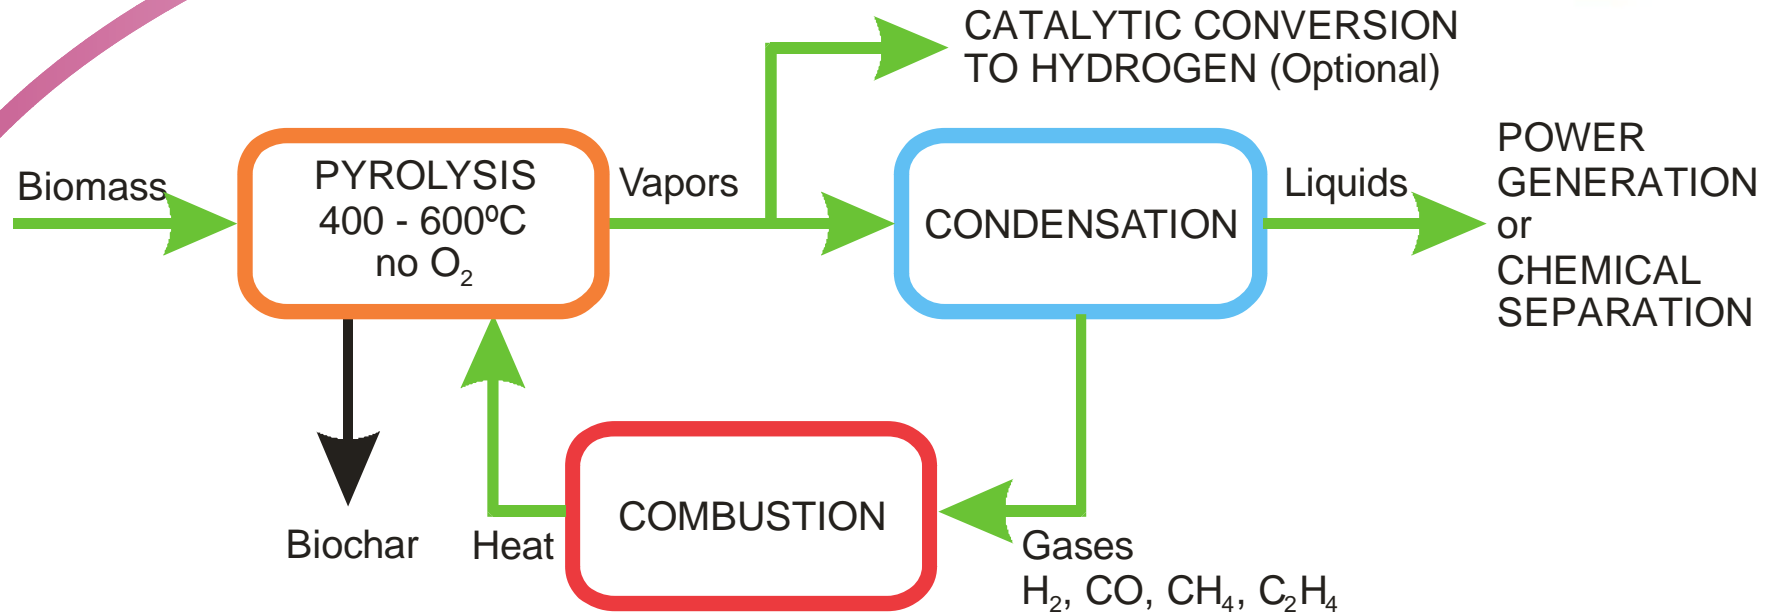 CATALYTIC CONVERSION
TO HYDROGEN (Optional)
Biomass
PYROLYSIS
400 - 600ºC
no O₂
Vapors
CONDENSATION
Liquids
POWER
GENERATION
or
CHEMICAL
SEPARATION
Biochar
Heat
COMBUSTION
Gases
H₂, CO, CH₄, C₂H₄